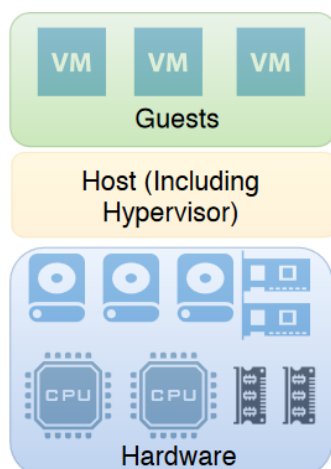 VM VM VM
Guests
Host (Including
Hypervisor)
CPU CPU
Hardware